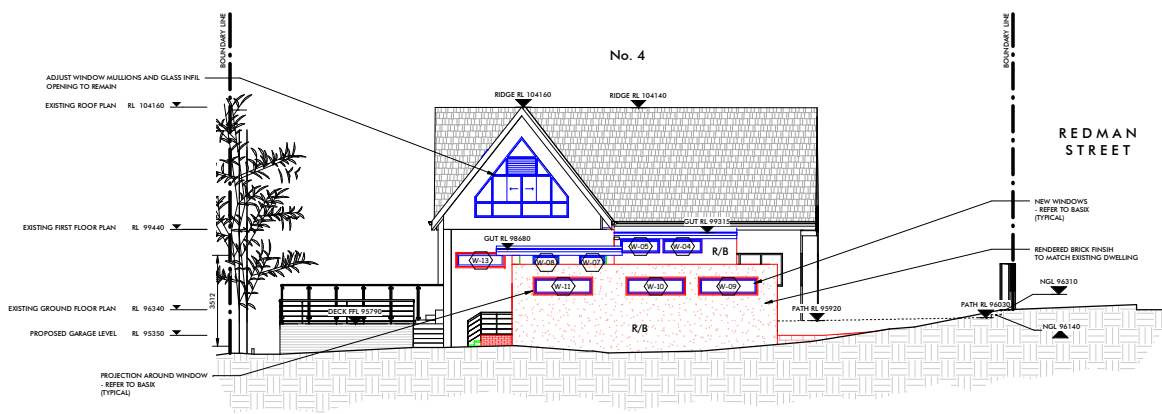 BOUNDARY LINE
BOUNDARY LINE
No. 4
ADJUST WINDOW MULLIONS AND GLASS INFIL
OPENING TO REMAIN
EXISTING ROOF PLAN RL 104160
RIDGE RL 104160
RIDGE RL 104140
REDMAN
STREET
NEW WINDOWS
- REFER TO BASIX
(TYPICAL)
EXISTING FIRST FLOOR PLAN RL 99440
GUT RL 99315
GUT RL 98680
W-05
W-04
R/B
RENDERED BRICK FINSIH
TO MATCH EXISTING DWELLING
W-13
W-08
W-07
W-11
W-10
W-09
NGL RL 96310
3512
EXISTING GROUND FLOOR PLAN RL 96340
DECK FFL 95790
PATH RL 95920
PATH RL 96030
PROPOSED GARAGE LEVEL RL 95350
R/B
NGL 96140
PROJECTION AROUND WINDOW
- REFER TO BASIX
(TYPICAL)